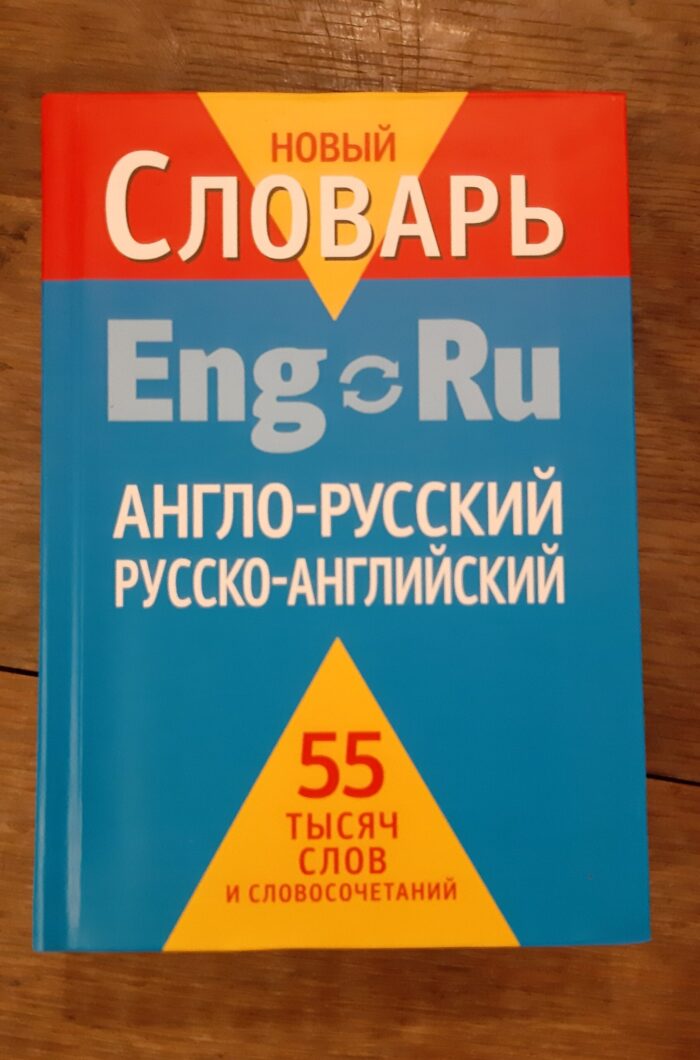 НОВЫЙ
СЛОВАРЬ
Eng Ru
АНГЛО-РУССКИЙ
РУССКО-АНГЛИЙСКИЙ
55
ТЫСЯЧ
СЛОВ
И СЛОВОСОЧЕТАНИЙ